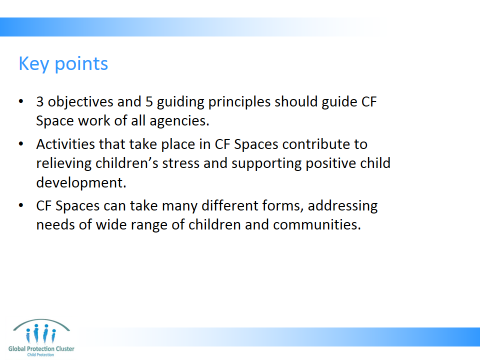 Key points
• 3 objectives and 5 guiding principles should guide CF
Space work of all agencies.
• Activities that take place in CF Spaces contribute to
relieving children’s stress and supporting positive child
development.
• CF Spaces can take many different forms, addressing
needs of wide range of children and communities.
Global Protection Cluster
Child Protection